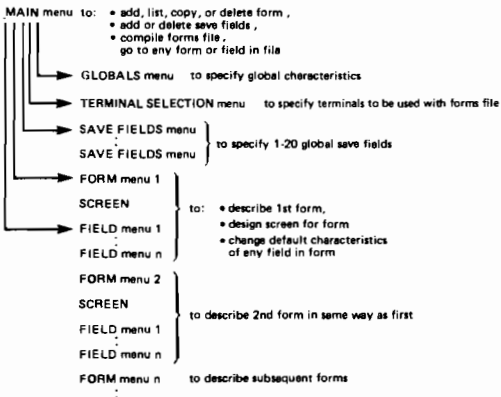 MAIN menu to: • add, list, copy, or delete form ,
• add or delete save fields ,
• compile forms file ,
go to any form or field in file
GLOBALS menu to specify global characteristics
TERMINAL SELECTION menu to specify terminals to be used with forms file
SAVE FIELDS menu
:
SAVE FIELDS menu
to specify 1-20 global save fields
FORM menu 1
SCREEN
FIELD menu 1
:
FIELD menu n
to: • describe 1st form,
• design screen for form
• change default characteristics
of any field in form
FORM menu 2
SCREEN
FIELD menu 1
:
FIELD menu n
to describe 2nd form in same way as first
FORM menu n to describe subsequent forms
: